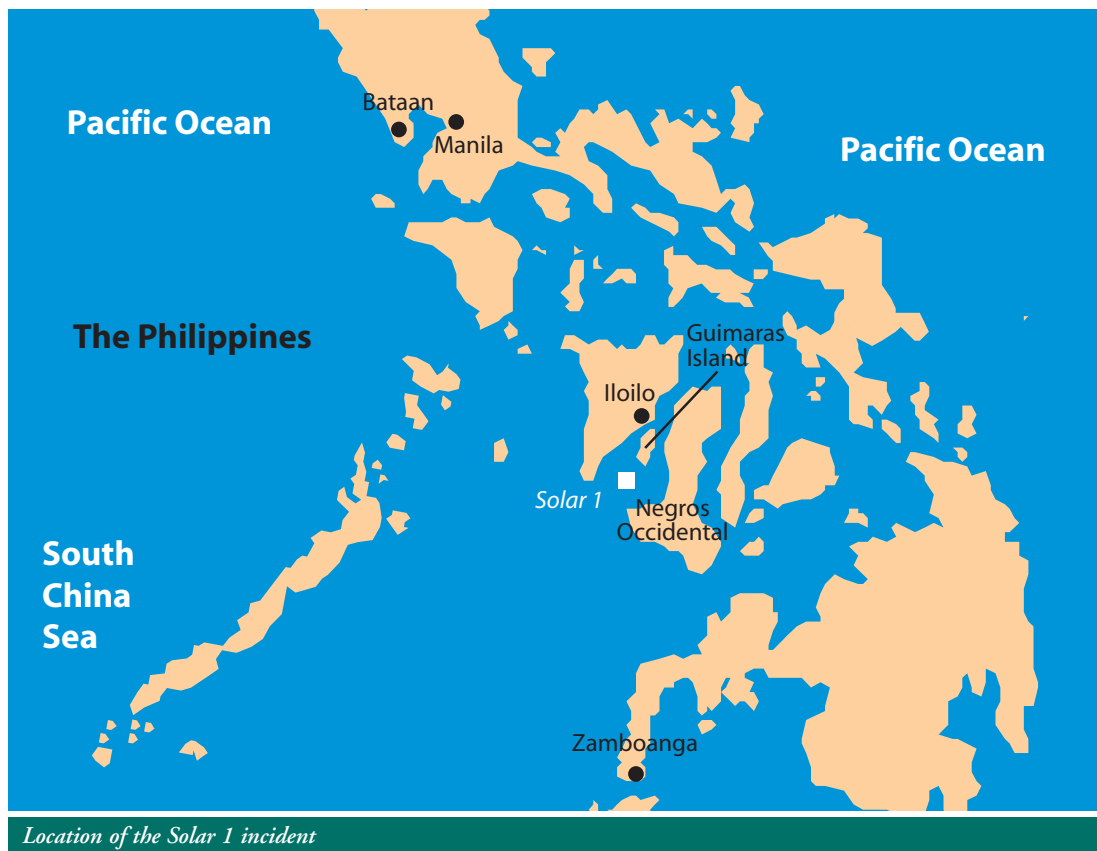 Bataan
Pacific Ocean
Manila
Pacific Ocean
The Philippines
Guimaras
Island
Iloilo
Solar 1
Negros
Occidental
South
China
Sea
Zamboanga
Location of the Solar 1 incident